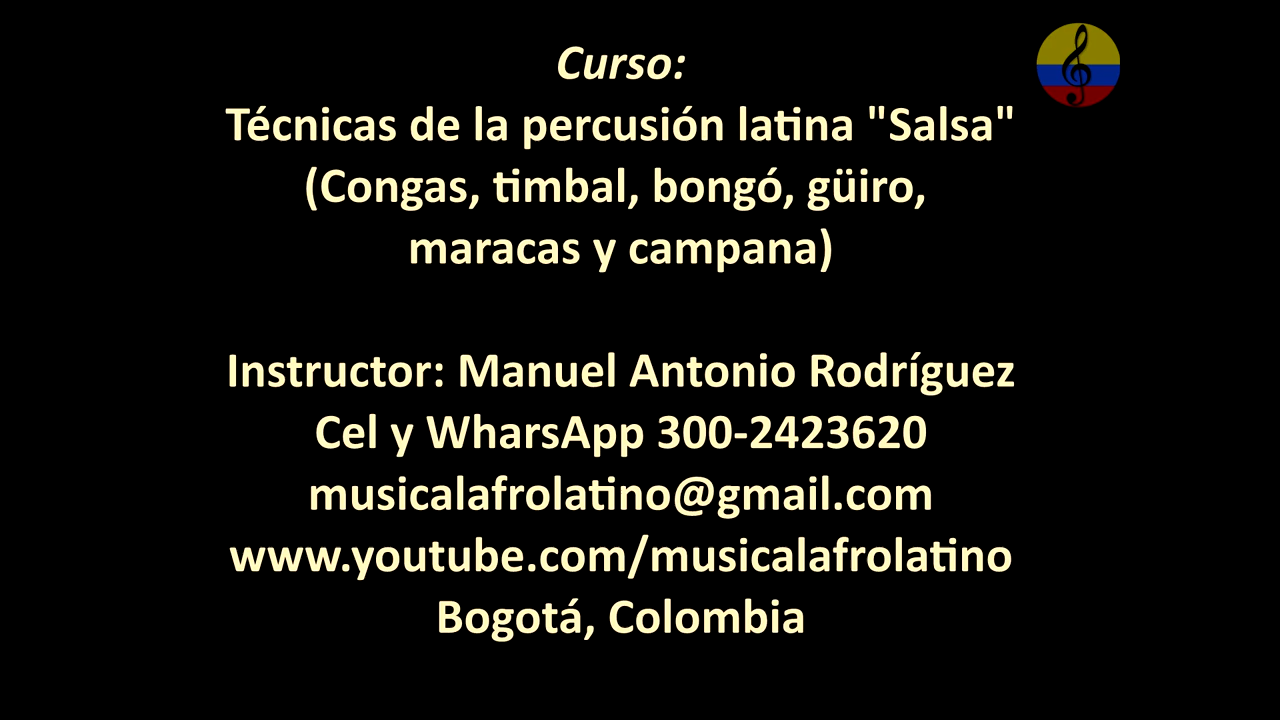 Curso:
Técnicas de la percusión latina "Salsa"
(Congas, timbal, bongó, güiro,
maracas y campana)
Instructor: Manuel Antonio Rodríguez
Cel y WharsApp 300-2423620
musicalafrolatino@gmail.com
www.youtube.com/musicalafrolatino
Bogotá, Colombia